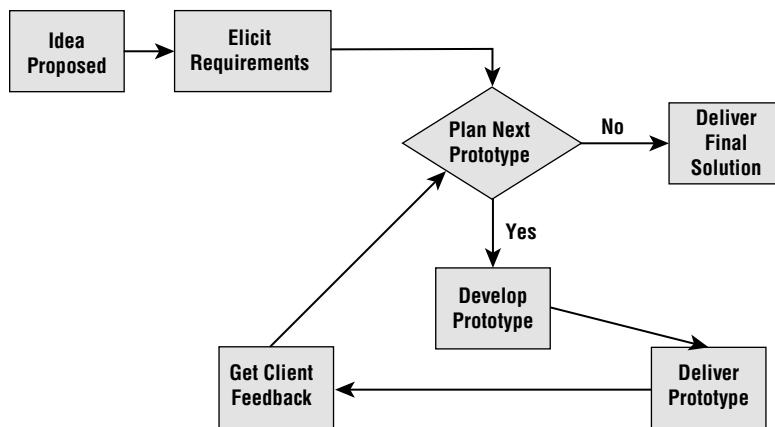 Idea
Proposed
Elicit
Requirements
Plan Next
Prototype
No
Deliver
Final
Solution
Yes
Develop
Prototype
Deliver
Prototype
Get Client
Feedback